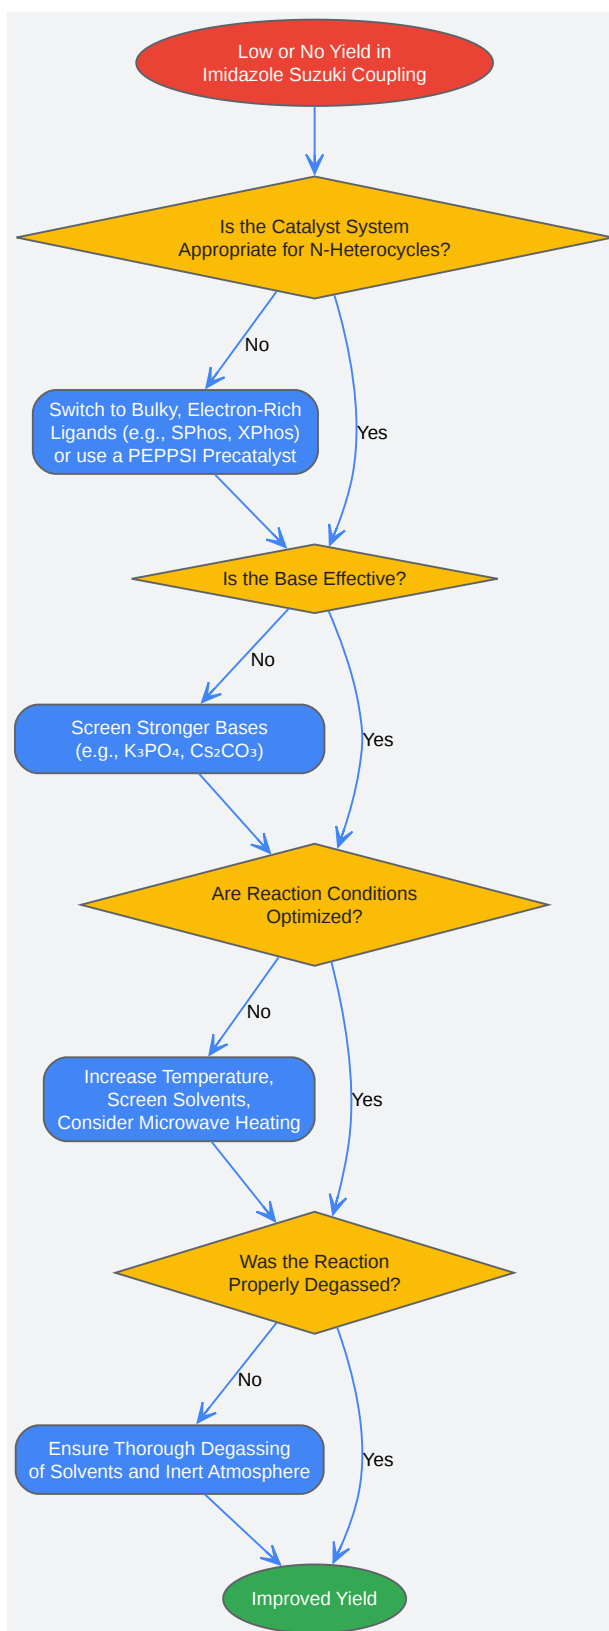 Low or No Yield in
Imidazole Suzuki Coupling
Is the Catalyst System
Appropriate for N-Heterocycles?
No
Yes
Switch to Bulky, Electron-Rich
Ligands (e.g., SPhos, XPhos)
or use a PEPPSI Precatalyst
Is the Base Effective?
No
Yes
Screen Stronger Bases
(e.g., K₃PO₄, Cs₂CO₃)
Are Reaction Conditions
Optimized?
No
Yes
Increase Temperature,
Screen Solvents,
Consider Microwave Heating
Was the Reaction
Properly Degassed?
No
Yes
Ensure Thorough Degassing
of Solvents and Inert Atmosphere
Improved Yield